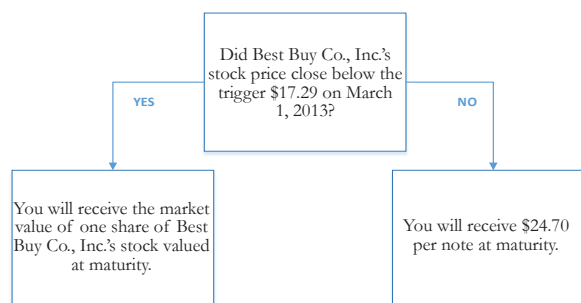 Did Best Buy Co., Inc.'s
stock price close below the
trigger $17.29 on March
1, 2013?
YES
NO
You will receive the market
value of one share of Best
Buy Co., Inc.'s stock valued
at maturity.
You will receive $24.70
per note at maturity.